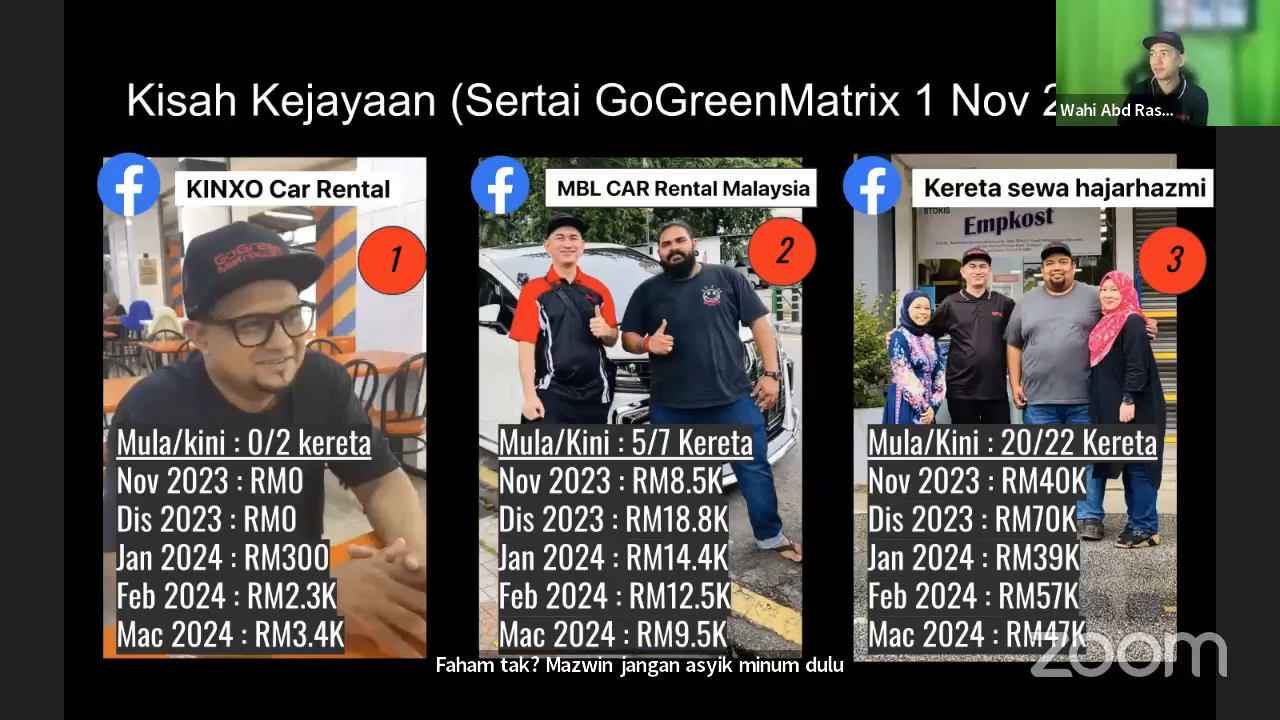 Kisah Kejayaan (Sertai GoGreenMatrix 1 Nov 2
Wahi Abd Ras...
KINXO Car Rental
1
GoGreen
Matrix
Mula/kini : 0/2 kereta
Nov 2023 : RM0
Dis 2023 : RM0
Jan 2024 : RM300
Feb 2024 : RM2.3K
Mac 2024 : RM3.4K
MBL CAR Rental Malaysia
2
Mula/Kini : 5/7 Kereta
Nov 2023 : RM8.5K
Dis 2023 : RM18.8K
Jan 2024 : RM14.4K
Feb 2024 : RM12.5K
Mac 2024 : RM9.5K
Kereta sewa hajarhazmi
3
STOKIS
Empkost
Mula/Kini : 20/22 Kereta
Nov 2023 : RM40K
Dis 2023 : RM70K
Jan 2024 : RM39K
Feb 2024 : RM57K
Mac 2024 : RM47K
zoom
Faham tak? Mazwin jangan asyik minum dulu